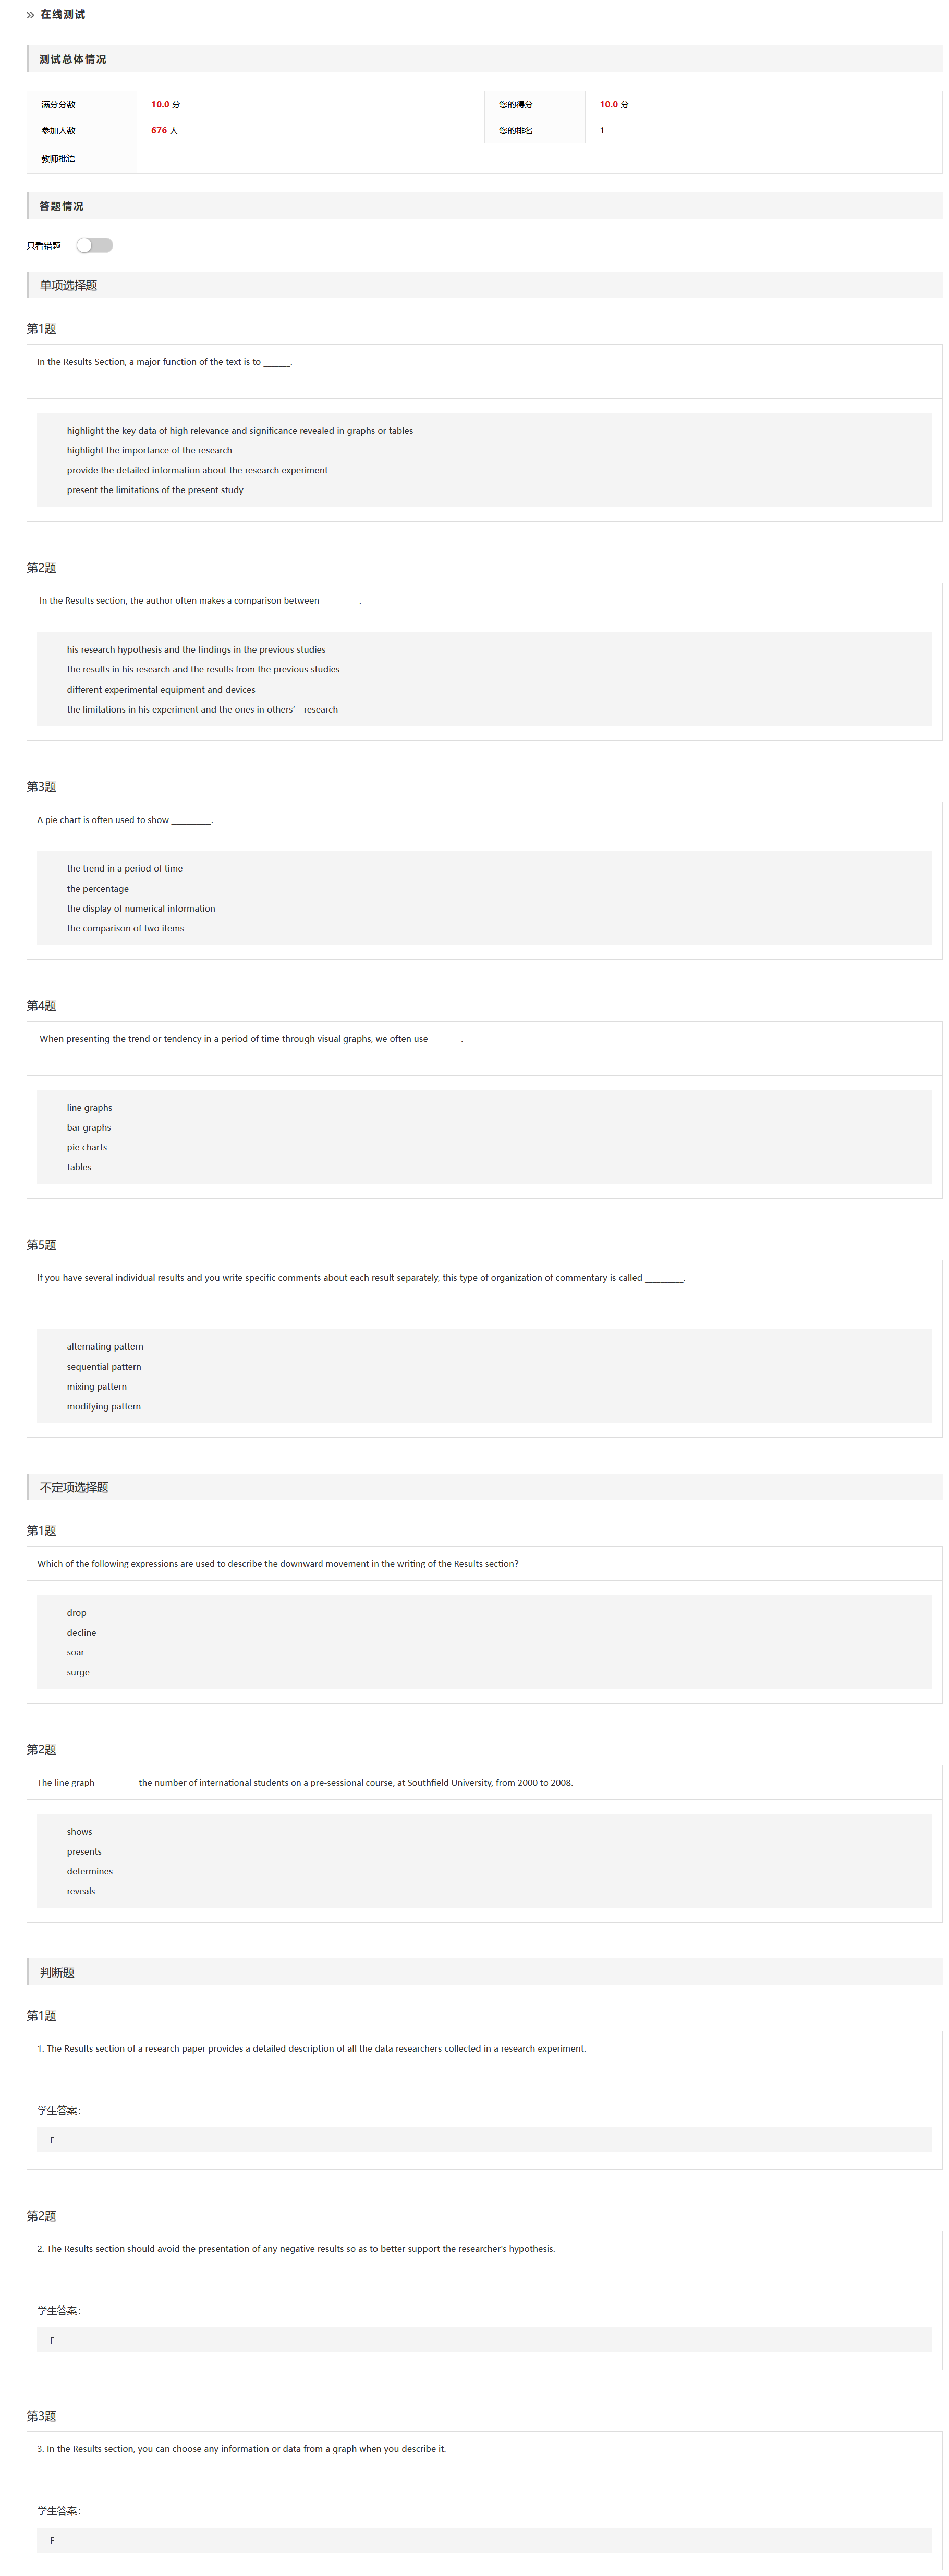 在线测试
测试总体情况
满分分数 10.0 分 您的得分 10.0 分
参加人数 676 人 您的排名 1
教师批语
答题情况
只看错题
单项选择题
第1题
In the Results Section, a major function of the text is to ______.
highlight the key data of high relevance and significance revealed in graphs or tables
highlight the importance of the research
provide the detailed information about the research experiment
present the limitations of the present study
第2题
In the Results section, the author often makes a comparison between_________.
his research hypothesis and the findings in the previous studies
the results in his research and the results from the previous studies
different experimental equipment and devices
the limitations in his experiment and the ones in others' research
第3题
A pie chart is often used to show _________.
the trend in a period of time
the percentage
the display of numerical information
the comparison of two items
第4题
When presenting the trend or tendency in a period of time through visual graphs, we often use _______.
line graphs
bar graphs
pie charts
tables
第5题
If you have several individual results and you write specific comments about each result separately, this type of organization of commentary is called _________.
alternating pattern
sequential pattern
mixing pattern
modifying pattern
不定项选择题
第1题
Which of the following expressions are used to describe the downward movement in the writing of the Results section?
drop
decline
soar
surge
第2题
The line graph _________ the number of international students on a pre-sessional course, at Southfield University, from 2000 to 2008.
shows
presents
determines
reveals
判断题
第1题
1. The Results section of a research paper provides a detailed description of all the data researchers collected in a research experiment.
学生答案：
F
第2题
2. The Results section should avoid the presentation of any negative results so as to better support the researcher's hypothesis.
学生答案：
F
第3题
3. In the Results section, you can choose any information or data from a graph when you describe it.
学生答案：
F